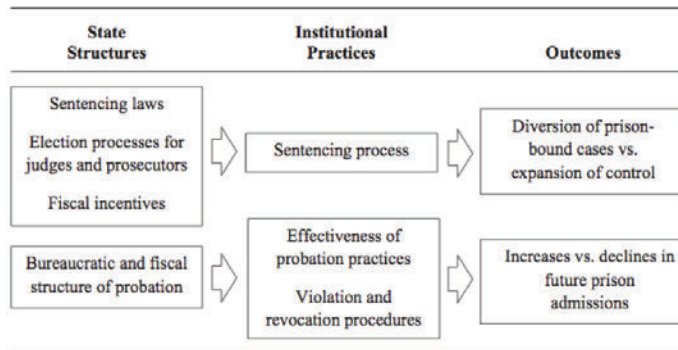 State
Structures
Institutional
Practices
Outcomes
Sentencing laws
Election processes for
judges and prosecutors
Fiscal incentives
Sentencing process
Diversion of prison-
bound cases vs.
expansion of control
Bureaucratic and fiscal
structure of probation
Effectiveness of
probation practices
Violation and
revocation procedures
Increases vs. declines in
future prison
admissions